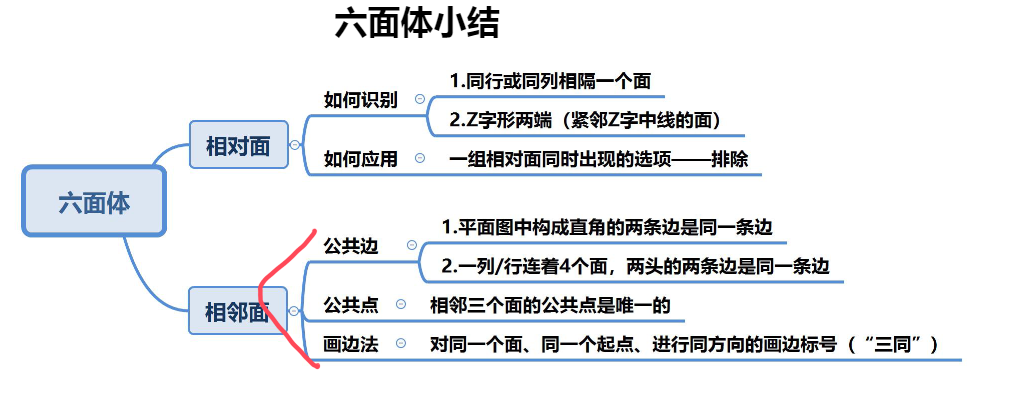 六面体小结
六面体
相对面
如何识别
1.同行或同列相隔一个面
2.Z字形两端（紧邻Z字中线的面）
如何应用
一组相对面同时出现的选项——排除
相邻面
公共边
1.平面图中构成直角的两条边是同一条边
2.一列/行连着4个面，两头的两条边是同一条边
公共点
相邻三个面的公共点是唯一的
画边法
对同一个面、同一个起点、进行同方向的画边标号（“三同”）